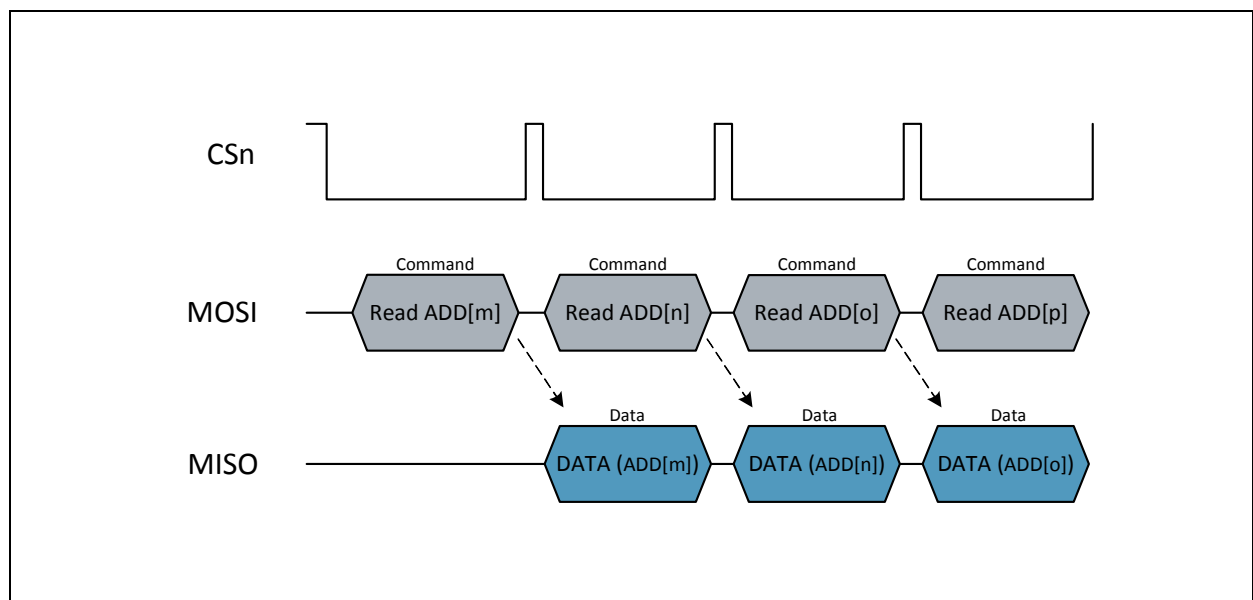 CSn
Command Command Command Command
MOSI Read ADD[m] Read ADD[n] Read ADD[o] Read ADD[p]
Data Data Data
MISO DATA (ADD[m]) DATA (ADD[n]) DATA (ADD[o])